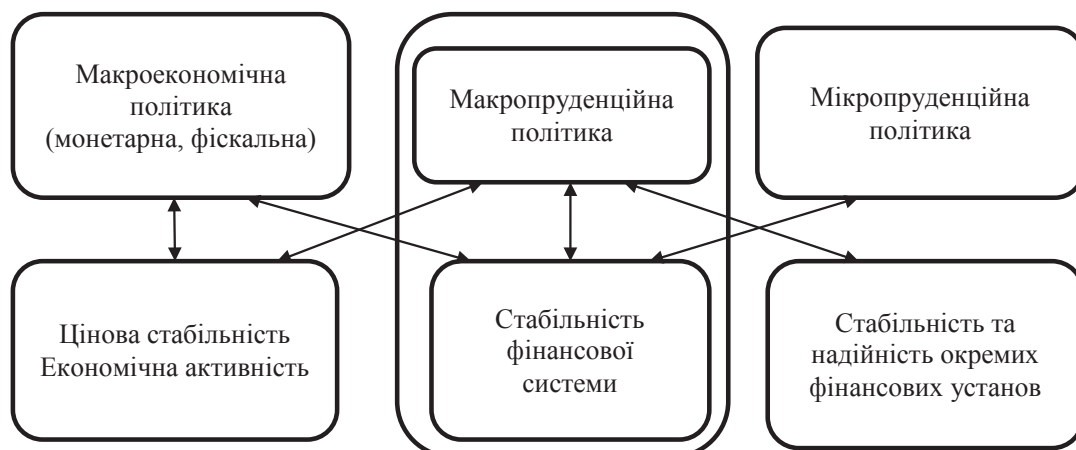 Макроекономічна
політика
(монетарна, фіскальна)
Макропруденційна
політика
Мікропруденційна
політика
Цінова стабільність
Економічна активність
Стабільність
фінансової
системи
Стабільність та
надійність окремих
фінансових установ